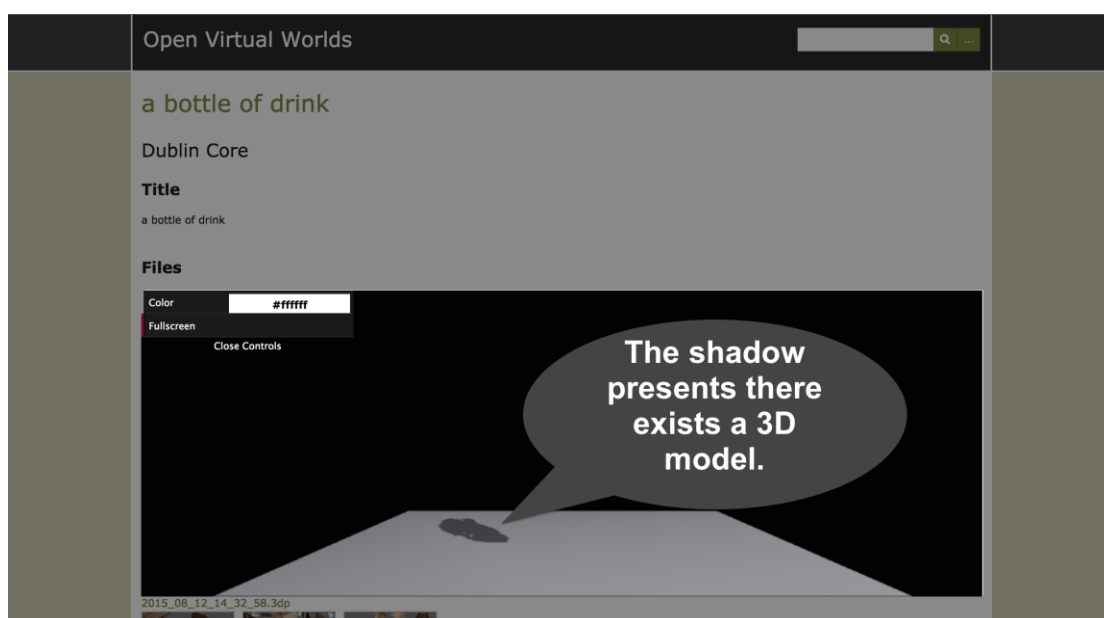 Open Virtual Worlds
...
a bottle of drink
Dublin Core
Title
a bottle of drink
Files
Color #ffffff
Fullscreen
Close Controls
The shadow
presents there
exists a 3D
model.
2015_08_12_14_32_58.3dp